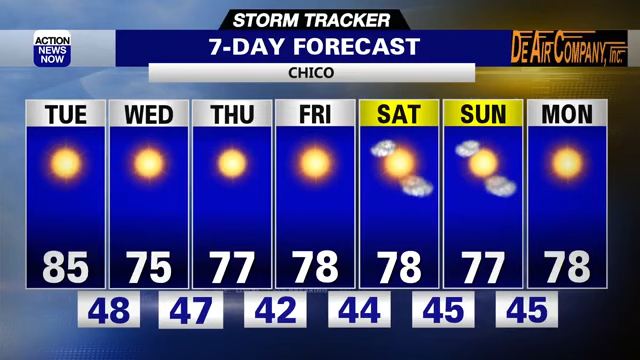 STORM TRACKER
ACTION
NEWS
NOW
7-DAY FORECAST
DE AIR COMPANY, Inc.
CHICO
TUE WED THU FRI SAT SUN MON
85 75 77 78 78 77 78
48 47 42 44 45 45